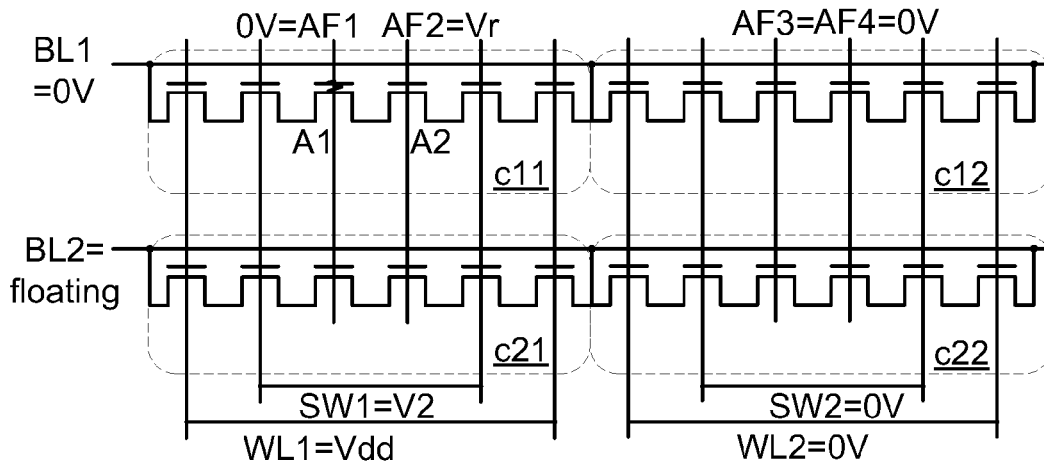 0V=AF1 AF2=Vr AF3=AF4=0V
BL1
=0V
A1 A2
c11 c12
BL2=
floating
c21 c22
SW1=V2 SW2=0V
WL1=Vdd WL2=0V